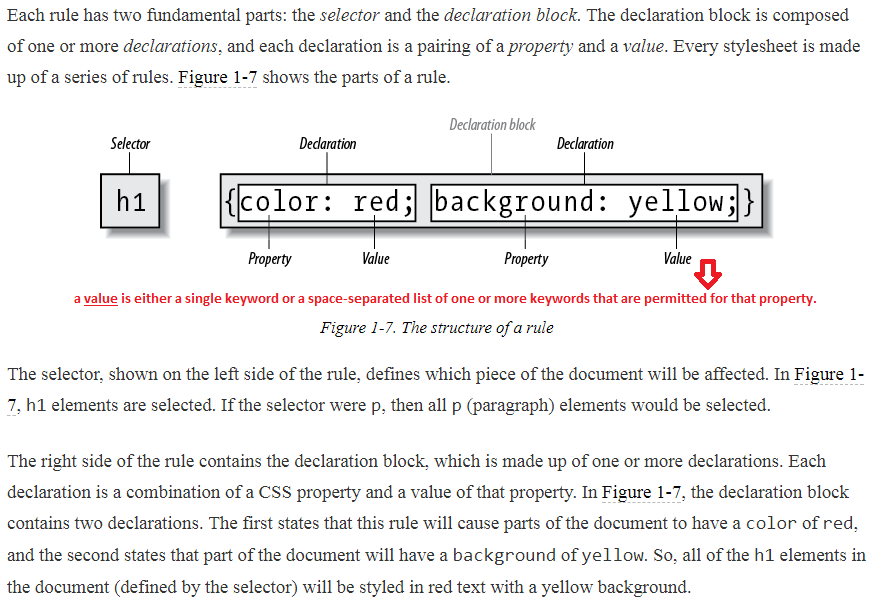 Each rule has two fundamental parts: the selector and the declaration block. The declaration block is composed
of one or more declarations, and each declaration is a pairing of a property and a value. Every stylesheet is made
up of a series of rules. Figure 1-7 shows the parts of a rule.
Declaration block
Selector Declaration Declaration
h1 {color: red; background: yellow;}
Property Value Property Value
a value is either a single keyword or a space-separated list of one or more keywords that are permitted for that property.
Figure 1-7. The structure of a rule
The selector, shown on the left side of the rule, defines which piece of the document will be affected. In Figure 1-
7, h1 elements are selected. If the selector were p, then all p (paragraph) elements would be selected.
The right side of the rule contains the declaration block, which is made up of one or more declarations. Each
declaration is a combination of a CSS property and a value of that property. In Figure 1-7, the declaration block
contains two declarations. The first states that this rule will cause parts of the document to have a color of red,
and the second states that part of the document will have a background of yellow. So, all of the h1 elements in
the document (defined by the selector) will be styled in red text with a yellow background.